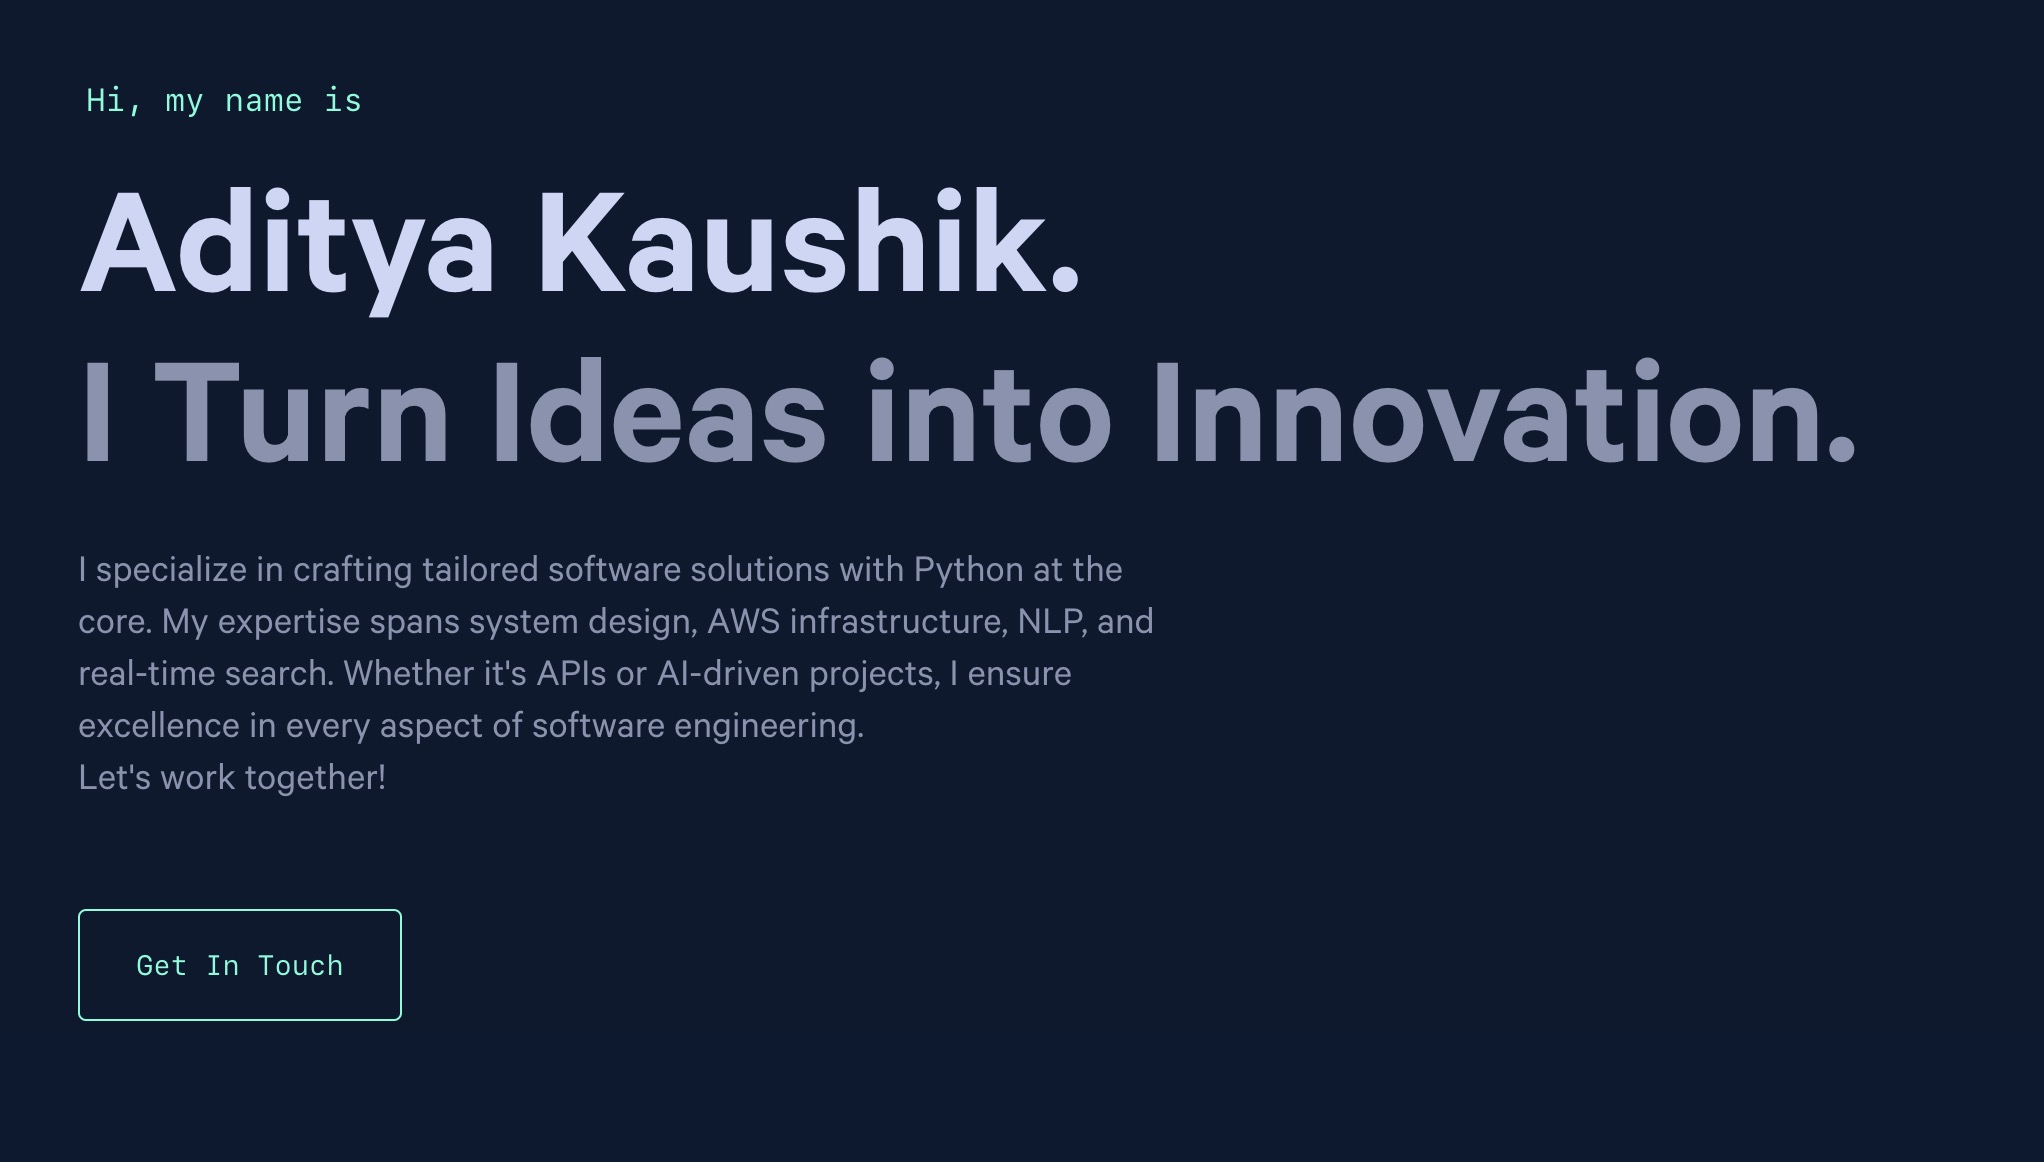 Hi, my name is
Aditya Kaushik.
I Turn Ideas into Innovation.
I specialize in crafting tailored software solutions with Python at the
core. My expertise spans system design, AWS infrastructure, NLP, and
real-time search. Whether it's APIs or AI-driven projects, I ensure
excellence in every aspect of software engineering.
Let's work together!
Get In Touch